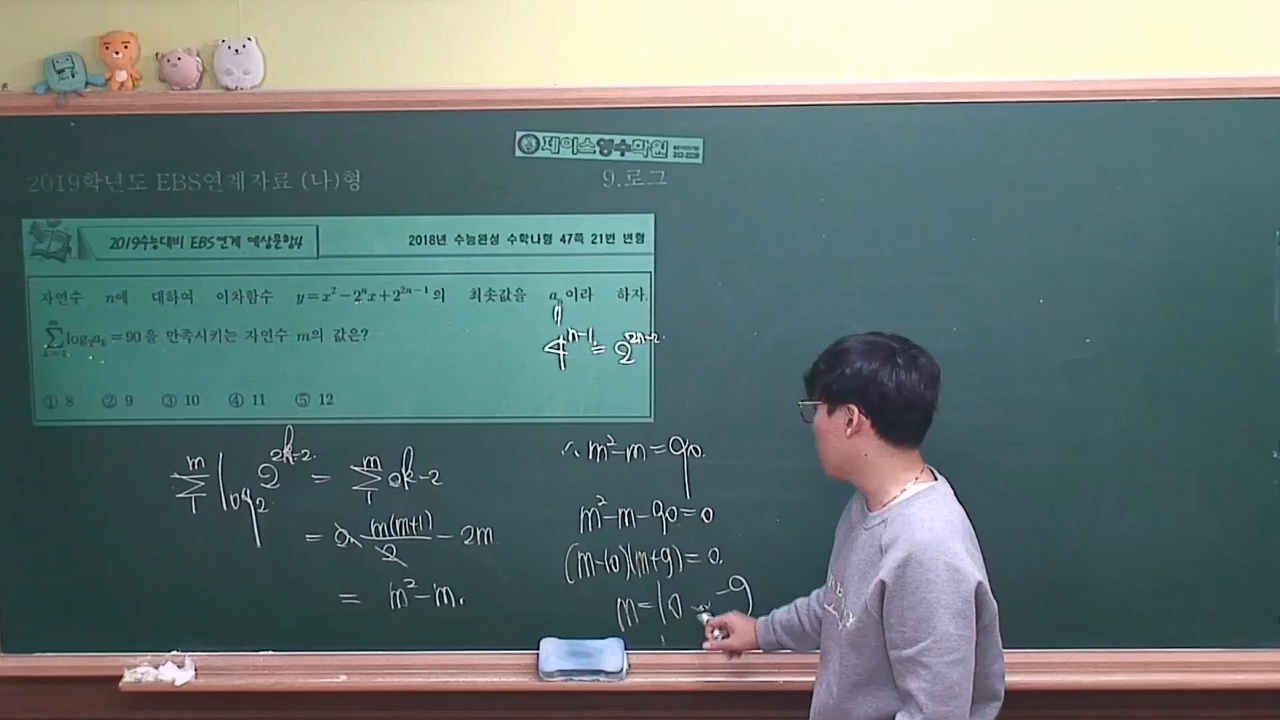 제이스영수학원
2019학년도 EBS연계자료 (나)형
9.로그
2019수능대비 EBS연계 예상문항4
2018년 수능완성 수학나형 47쪽 21번 변형
자연수 n에 대하여 이차함수 y=x²-2ⁿx+2²ⁿ⁻¹의 최솟값을 aₙ이라 하자.
∑ₖ₌₁ᵐ log₂aₖ=90을 만족시키는 자연수 m의 값은?
= 4ⁿ⁻¹ = 2²ⁿ⁻²
① 8 ② 9 ③ 10 ④ 11 ⑤ 12
∑₁ᵐ log₂ 2²ᵏ⁻² = ∑₁ᵐ 2k-2
= 2 m(m+1)/2 - 2m
= m²-m.
∴ m²-m=90.
m²-m-90=0
(m-10)(m+9)=0.
m=10 -9